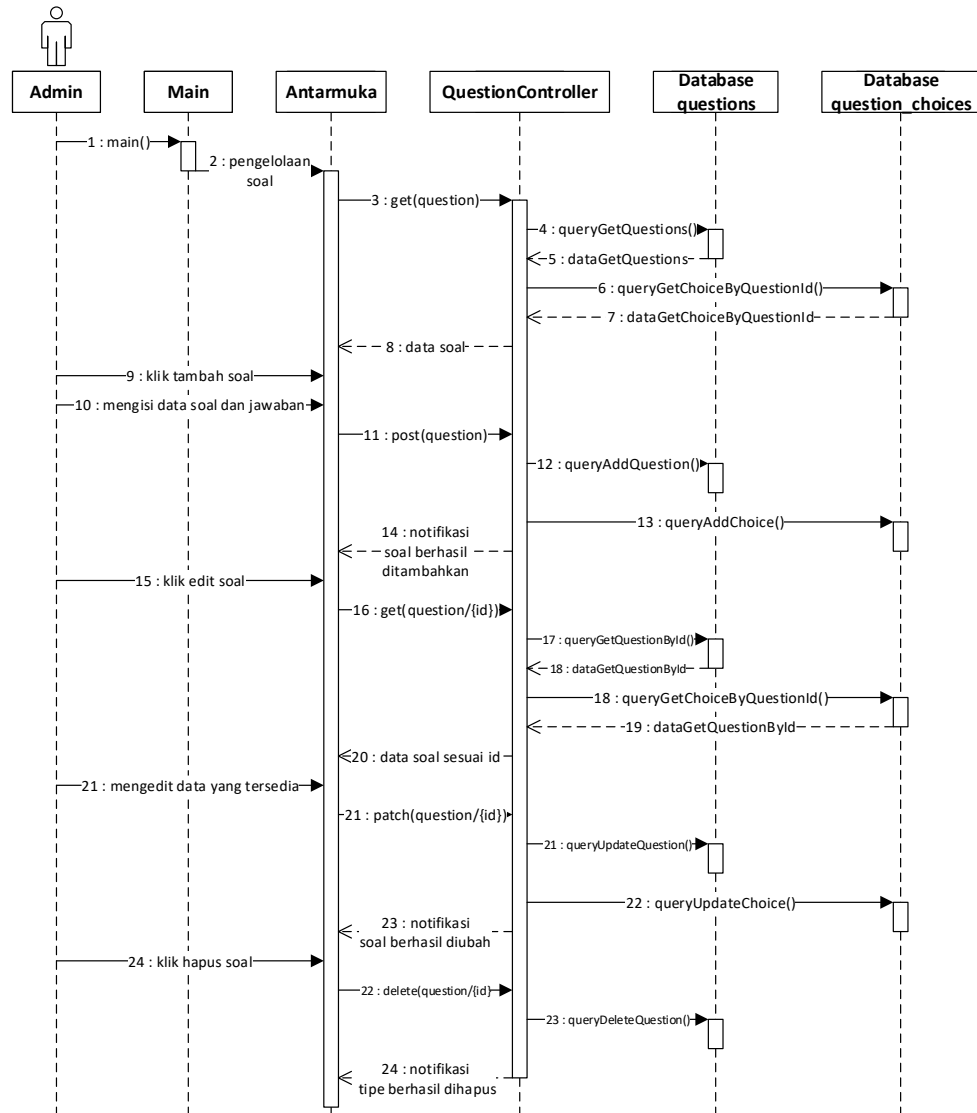 Admin
Main
Antarmuka
QuestionController
Database
questions
Database
question_choices
1 : main()
2 : pengelolaan
soal
3 : get(question)
4 : queryGetQuestions()
5 : dataGetQuestions
6 : queryGetChoiceByQuestionId()
7 : dataGetChoiceByQuestionId
8 : data soal
9 : klik tambah soal
10 : mengisi data soal dan jawaban
11 : post(question)
12 : queryAddQuestion()
13 : queryAddChoice()
14 : notifikasi
soal berhasil
ditambahkan
15 : klik edit soal
16 : get(question/{id})
17 : queryGetQuestionById()
18 : dataGetQuestionById
18 : queryGetChoiceByQuestionId()
19 : dataGetQuestionById
20 : data soal sesuai id
21 : mengedit data yang tersedia
21 : patch(question/{id})
21 : queryUpdateQuestion()
22 : queryUpdateChoice()
23 : notifikasi
soal berhasil diubah
24 : klik hapus soal
22 : delete(question/{id}
23 : queryDeleteQuestion()
24 : notifikasi
tipe berhasil dihapus